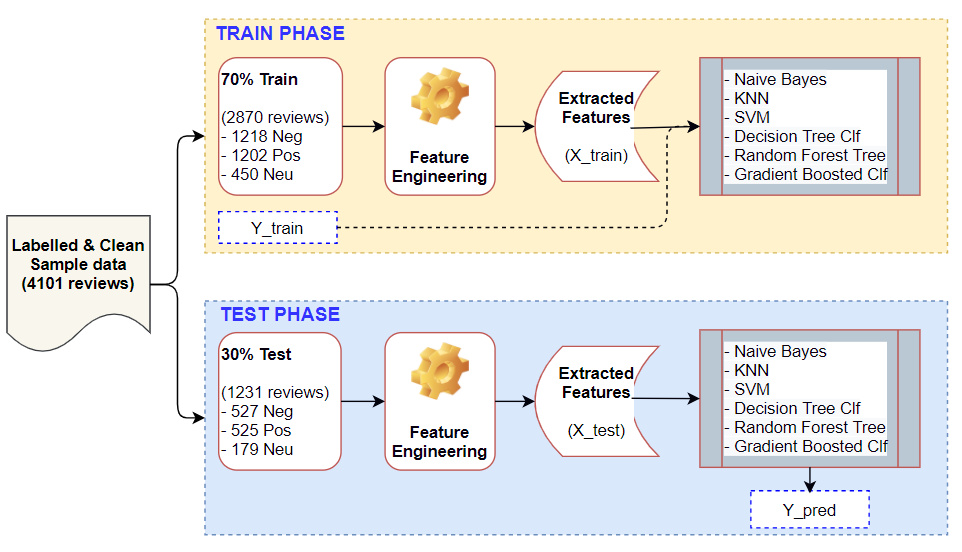 TRAIN PHASE
70% Train
(2870 reviews)
- 1218 Neg
- 1202 Pos
- 450 Neu
Feature
Engineering
Extracted
Features
(X_train)
- Naive Bayes
- KNN
- SVM
- Decision Tree Clf
- Random Forest Tree
- Gradient Boosted Clf
Y_train
Labelled & Clean
Sample data
(4101 reviews)
TEST PHASE
30% Test
(1231 reviews)
- 527 Neg
- 525 Pos
- 179 Neu
Feature
Engineering
Extracted
Features
(X_test)
- Naive Bayes
- KNN
- SVM
- Decision Tree Clf
- Random Forest Tree
- Gradient Boosted Clf
Y_pred